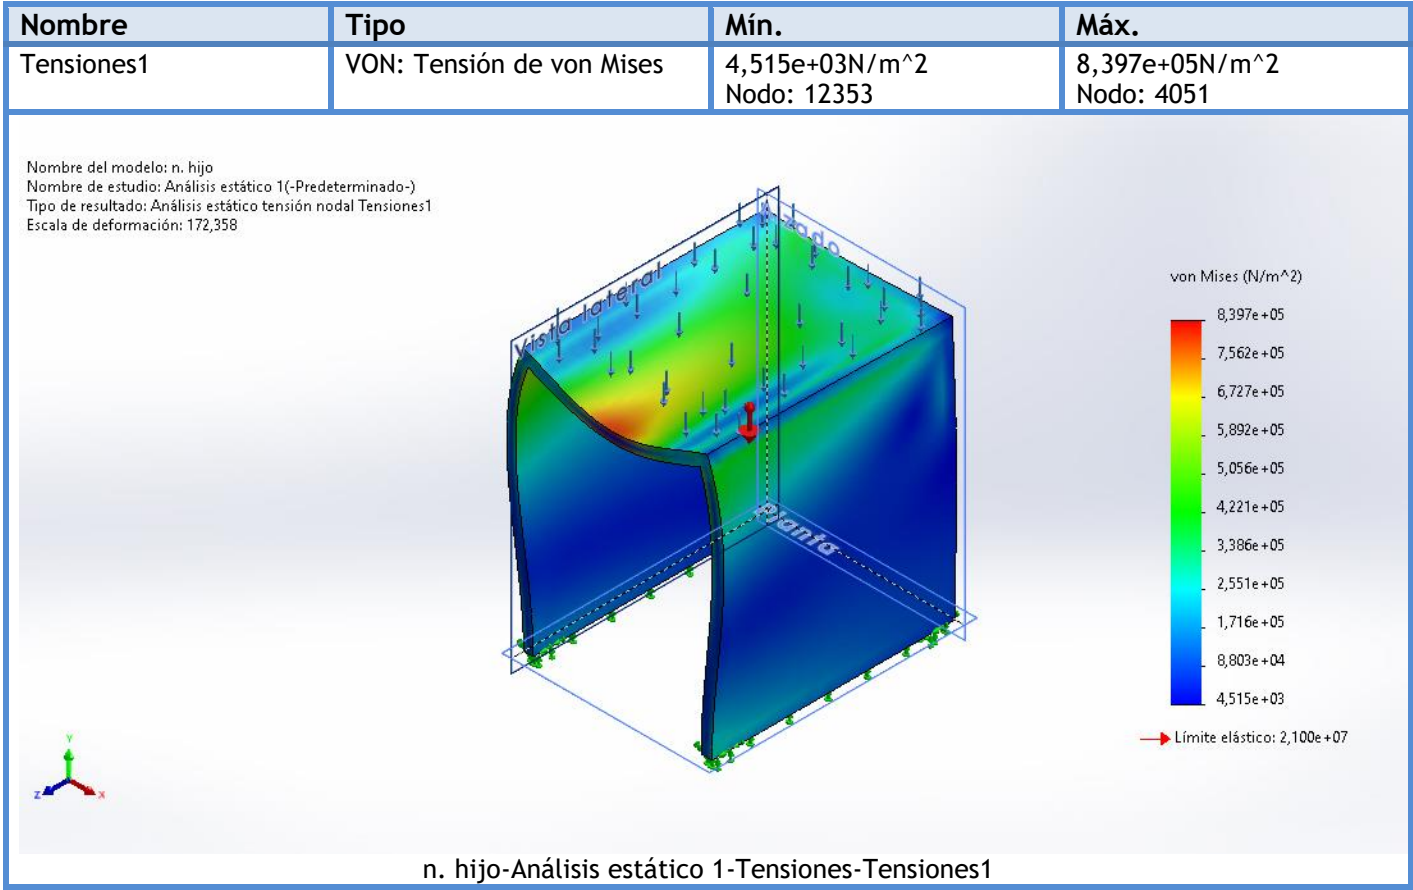 Nombre
Tipo
Mín.
Máx.
Tensiones1
VON: Tensión de von Mises
4,515e+03N/m^2
Nodo: 12353
8,397e+05N/m^2
Nodo: 4051
Nombre del modelo: n. hijo
Nombre de estudio: Análisis estático 1(-Predeterminado-)
Tipo de resultado: Análisis estático tensión nodal Tensiones1
Escala de deformación: 172,358
Alzado
Vista lateral
Planta
von Mises (N/m^2)
8,397e+05
7,562e+05
6,727e+05
5,892e+05
5,056e+05
4,221e+05
3,386e+05
2,551e+05
1,716e+05
8,803e+04
4,515e+03
Límite elástico: 2,100e+07
Y
Z
X
n. hijo-Análisis estático 1-Tensiones-Tensiones1